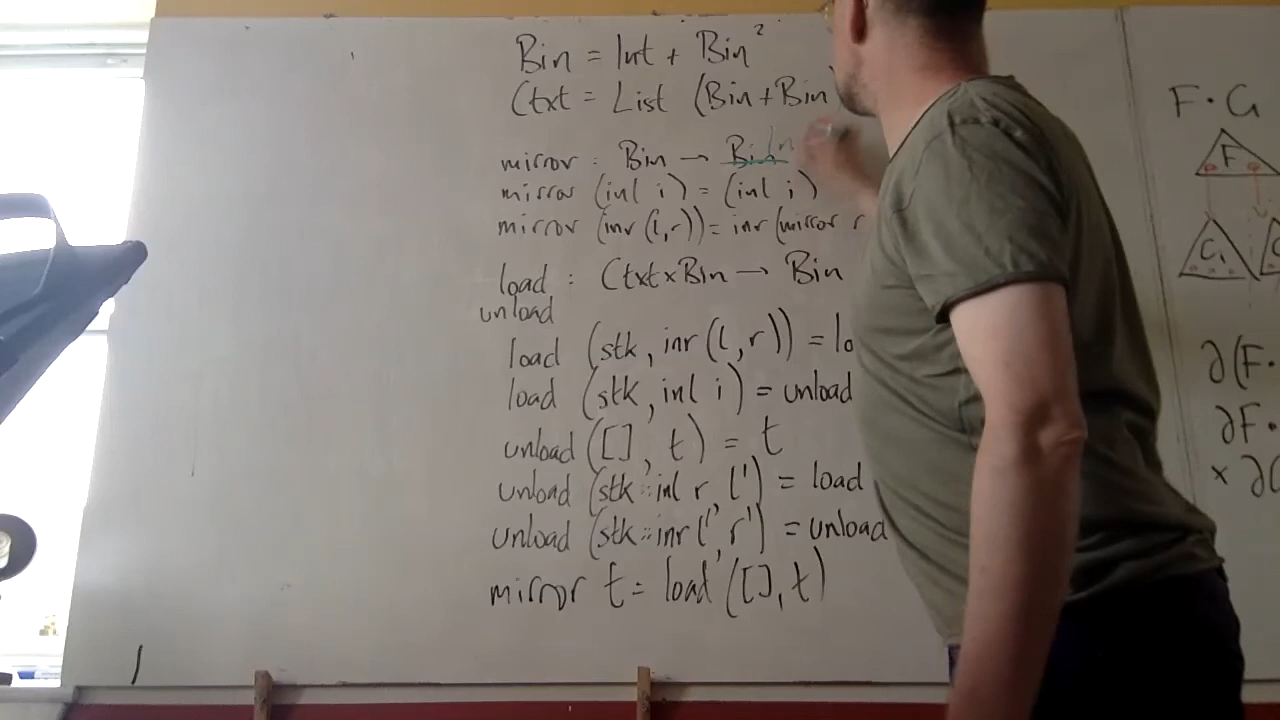 Bin = Int + Bin²
Ctxt = List (Bin+Bin
mirror : Bin → Bin In
mirror (inl i) = (inl i)
mirror (inr (l,r)) = inr (mirror r
load : Ctxt×Bin → Bin
unload
load (stk, inr (l, r)) = lo
load (stk, inl i) = unload
unload ([], t) = t
unload (stk :: inl r, l') = load
unload (stk :: inr l', r') = unload
mirror t = load ([], t)
F · G
F
G₁
∂(F·
∂F·
× ∂(